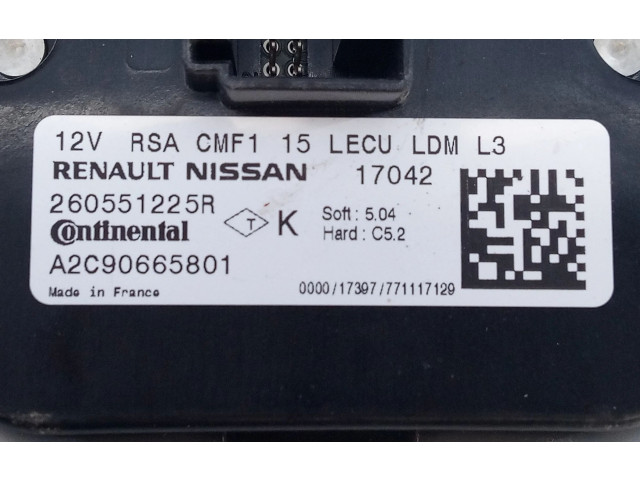 12V RSA CMF1 15 LECU LDM L3
RENAULT NISSAN 17042
260551225R
T K Soft : 5.04
Continental Hard : C5.2
A2C90665801
Made in France 0000/17397/771117129